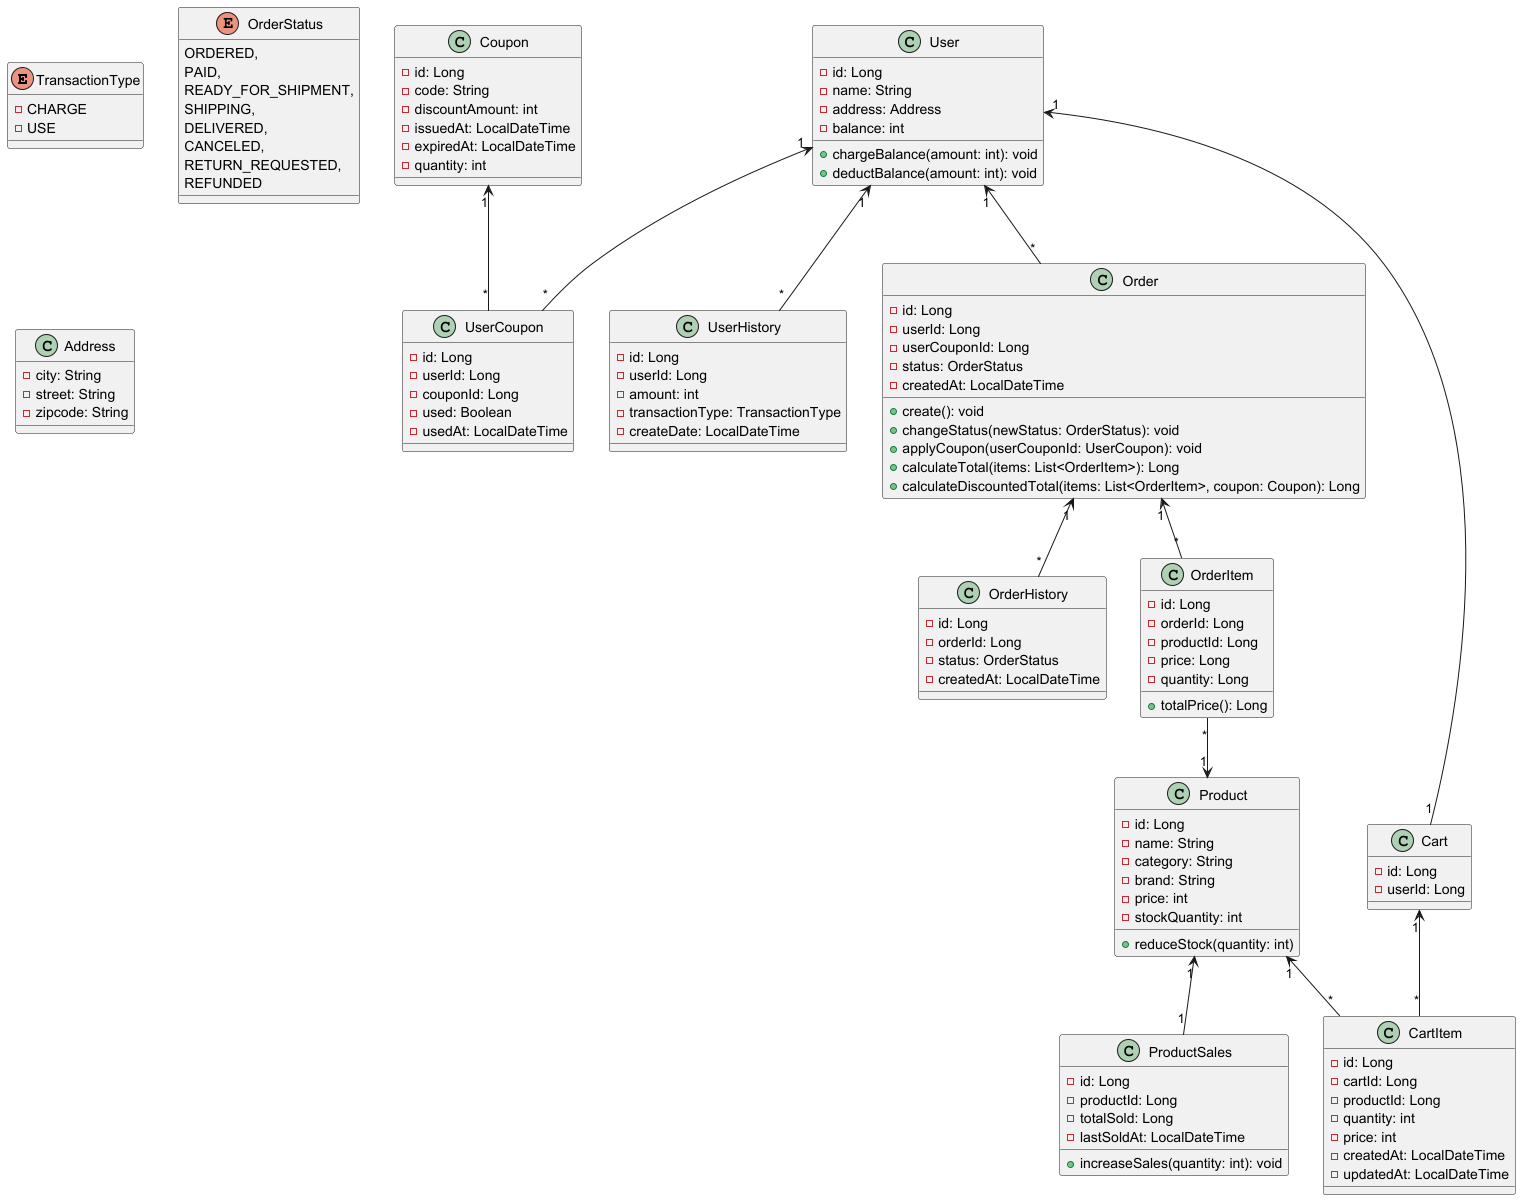 E TransactionType
CHARGE
USE
E OrderStatus
ORDERED,
PAID,
READY_FOR_SHIPMENT,
SHIPPING,
DELIVERED,
CANCELED,
RETURN_REQUESTED,
REFUNDED
C Coupon
id: Long
code: String
discountAmount: int
issuedAt: LocalDateTime
expiredAt: LocalDateTime
quantity: int
C User
id: Long
name: String
address: Address
balance: int
chargeBalance(amount: int): void
deductBalance(amount: int): void
1
1
1
1
1
*
*
*
*
C Address
city: String
street: String
zipcode: String
C UserCoupon
id: Long
userId: Long
couponId: Long
used: Boolean
usedAt: LocalDateTime
C UserHistory
id: Long
userId: Long
amount: int
transactionType: TransactionType
createDate: LocalDateTime
C Order
id: Long
userId: Long
userCouponId: Long
status: OrderStatus
createdAt: LocalDateTime
create(): void
changeStatus(newStatus: OrderStatus): void
applyCoupon(userCouponId: UserCoupon): void
calculateTotal(items: List<OrderItem>): Long
calculateDiscountedTotal(items: List<OrderItem>, coupon: Coupon): Long
1
1
*
*
C OrderHistory
id: Long
orderId: Long
status: OrderStatus
createdAt: LocalDateTime
C OrderItem
id: Long
orderId: Long
productId: Long
price: Long
quantity: Long
totalPrice(): Long
*
1
1
C Product
id: Long
name: String
category: String
brand: String
price: int
stockQuantity: int
reduceStock(quantity: int)
C Cart
id: Long
userId: Long
1
1
1
1
*
*
C ProductSales
id: Long
productId: Long
totalSold: Long
lastSoldAt: LocalDateTime
increaseSales(quantity: int): void
C CartItem
id: Long
cartId: Long
productId: Long
quantity: int
price: int
createdAt: LocalDateTime
updatedAt: LocalDateTime